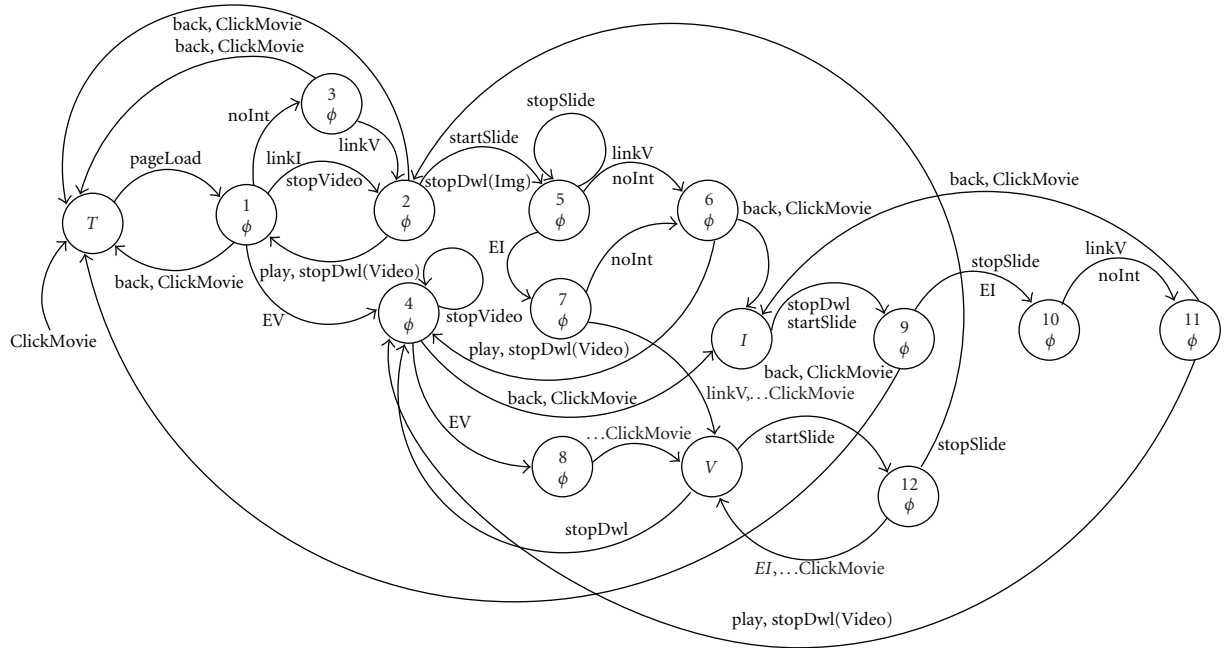 back, ClickMovie
back, ClickMovie
3
ϕ
noInt
linkV
stopSlide
pageLoad
linkI
stopVideo
startSlide
stopDwl(Img)
linkV
noInt
T
1
ϕ
2
ϕ
5
ϕ
6
ϕ
back, ClickMovie
back, ClickMovie
back, ClickMovie
play, stopDwl(Video)
EI
noInt
stopSlide
EI
linkV
noInt
4
ϕ
stopVideo
7
ϕ
EV
ClickMovie
play, stopDwl(Video)
I
stopDwl
startSlide
9
ϕ
10
ϕ
11
ϕ
back, ClickMovie
back, ClickMovie
linkV,...ClickMovie
EV
...ClickMovie
startSlide
stopSlide
8
ϕ
V
12
ϕ
stopDwl
EI,...ClickMovie
play, stopDwl(Video)